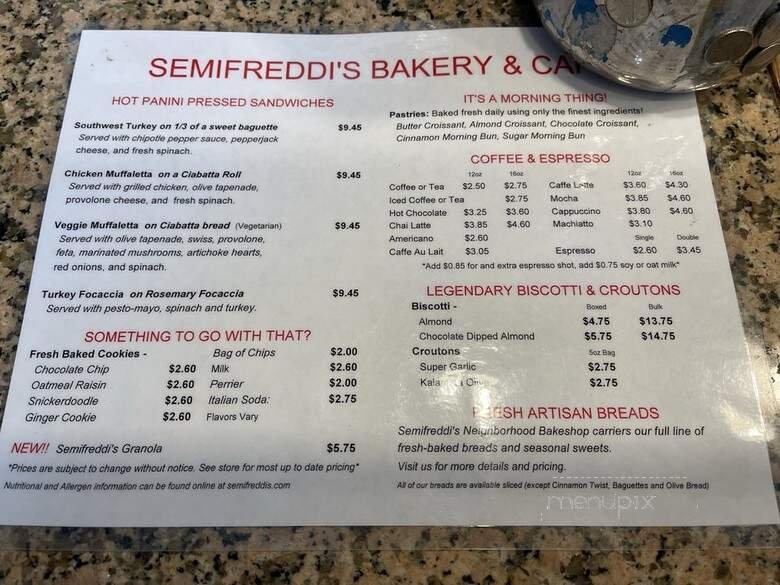 SEMIFREDDI'S BAKERY &
HOT PANINI PRESSED SANDWICHES
Southwest Turkey on 1/3 of a sweet baguette $9.45
Served with chipotle pepper sauce, pepperjack
cheese, and fresh spinach.
Chicken Muffaletta on a Ciabatta Roll $9.45
Served with grilled chicken, olive tapenade,
provolone cheese, and fresh spinach.
Veggie Muffaletta on Ciabatta bread (Vegetarian) $9.45
Served with olive tapenade, swiss, provolone,
feta, marinated mushrooms, artichoke hearts,
red onions, and spinach.
Turkey Focaccia on Rosemary Focaccia $9.45
Served with pesto-mayo, spinach and turkey.
SOMETHING TO GO WITH THAT?
Fresh Baked Cookies - Bag of Chips $2.00
Chocolate Chip $2.60 Milk $2.60
Oatmeal Raisin $2.60 Perrier $2.00
Snickerdoodle $2.60 Italian Soda: $2.75
Ginger Cookie $2.60 Flavors Vary
NEW!! Semifreddi's Granola $5.75
*Prices are subject to change without notice. See store for most up to date pricing*
Nutritional and Allergen information can be found online at semifreddis.com
IT'S A MORNING THING!
Pastries: Baked fresh daily using only the finest ingredients!
Butter Croissant, Almond Croissant, Chocolate Croissant,
Cinnamon Morning Bun, Sugar Morning Bun
COFFEE & ESPRESSO
12oz 16oz 12oz 16oz
Coffee or Tea $2.50 $2.75 Caffe Latte $3.60 $4.30
Iced Coffee or Tea $2.75 Mocha $3.85 $4.60
Hot Chocolate $3.25 $3.60 Cappuccino $3.80 $4.60
Chai Latte $3.85 $4.60 Machiatto $3.10
Americano $2.60 Single Double
Caffe Au Lait $3.05 Espresso $2.60 $3.45
*Add $0.85 for and extra espresso shot, add $0.75 soy or oat milk*
LEGENDARY BISCOTTI & CROUTONS
Biscotti - Boxed Bulk
Almond $4.75 $13.75
Chocolate Dipped Almond $5.75 $14.75
Croutons 5oz Bag
Super Garlic $2.75
$2.75
FRESH ARTISAN BREADS
Semifreddi's Neighborhood Bakeshop carriers our full line of
fresh-baked breads and seasonal sweets.
Visit us for more details and pricing.
All of our breads are available sliced (except Cinnamon Twist, Baguettes and Olive Bread)
menupix